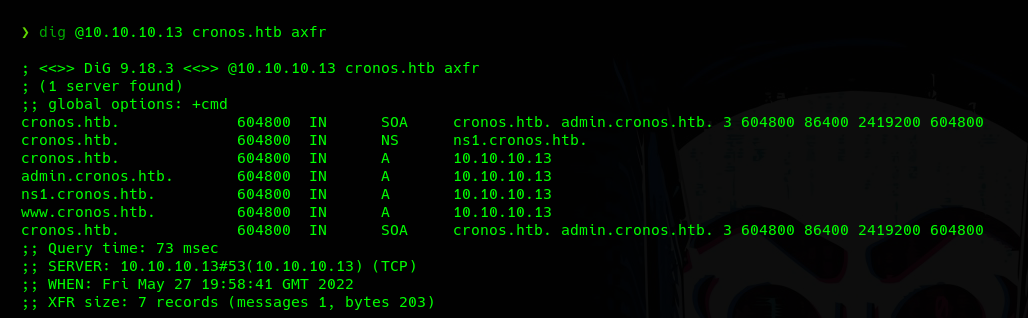 ❯ dig @10.10.10.13 cronos.htb axfr
; <<>> DiG 9.18.3 <<>> @10.10.10.13 cronos.htb axfr
; (1 server found)
;; global options: +cmd
cronos.htb. 604800 IN SOA cronos.htb. admin.cronos.htb. 3 604800 86400 2419200 604800
cronos.htb. 604800 IN NS ns1.cronos.htb.
cronos.htb. 604800 IN A 10.10.10.13
admin.cronos.htb. 604800 IN A 10.10.10.13
ns1.cronos.htb. 604800 IN A 10.10.10.13
www.cronos.htb. 604800 IN A 10.10.10.13
cronos.htb. 604800 IN SOA cronos.htb. admin.cronos.htb. 3 604800 86400 2419200 604800
;; Query time: 73 msec
;; SERVER: 10.10.10.13#53(10.10.10.13) (TCP)
;; WHEN: Fri May 27 19:58:41 GMT 2022
;; XFR size: 7 records (messages 1, bytes 203)